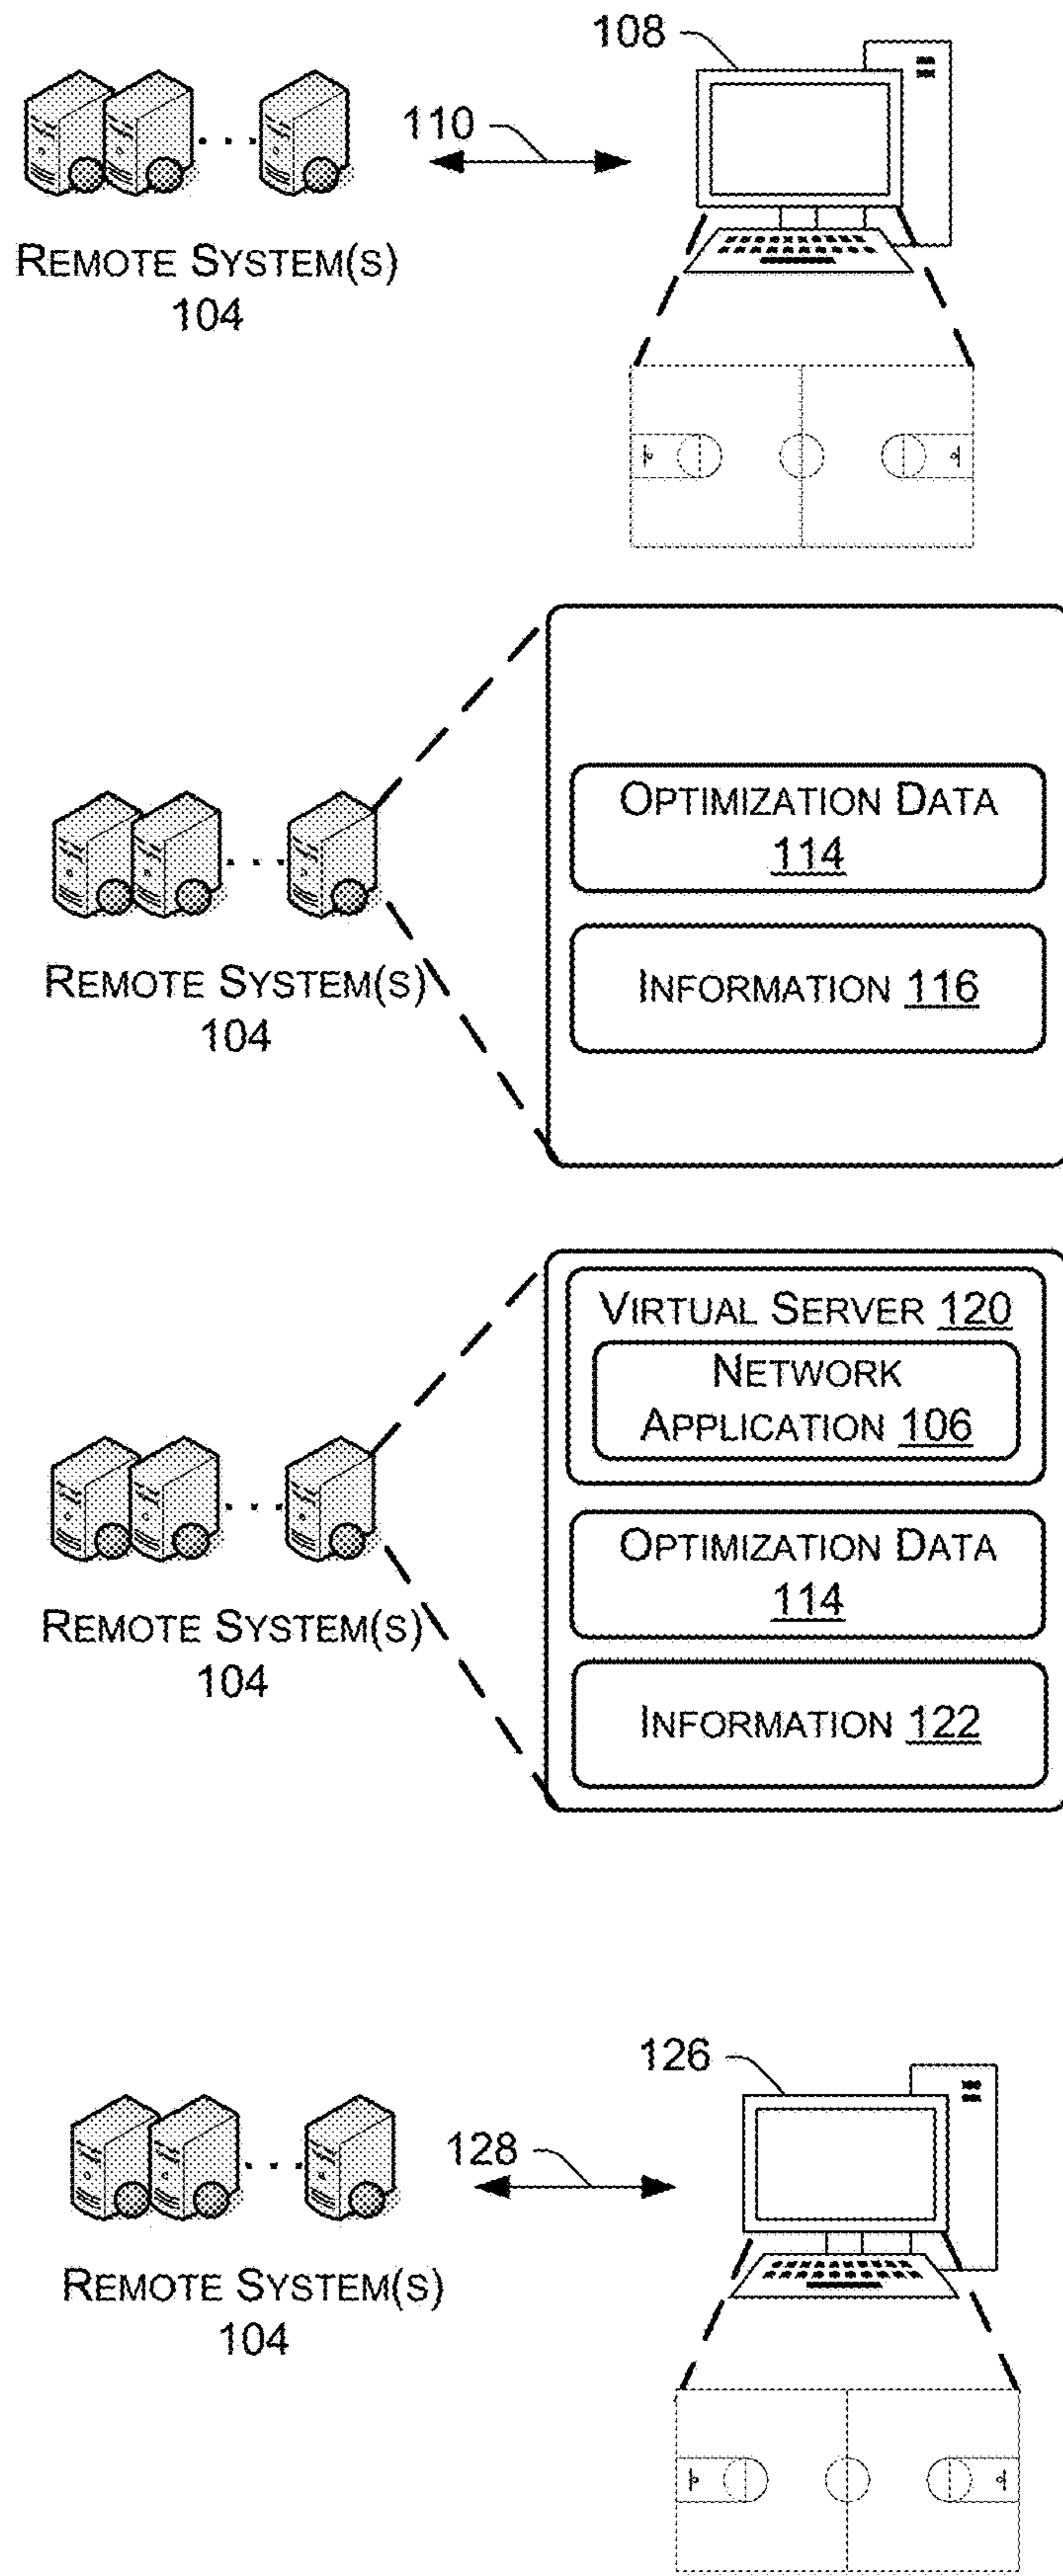 108
110
REMOTE SYSTEM(S)
104
OPTIMIZATION DATA
114
INFORMATION 116
REMOTE SYSTEM(S)
104
VIRTUAL SERVER 120
NETWORK
APPLICATION 106
OPTIMIZATION DATA
114
INFORMATION 122
REMOTE SYSTEM(S)
104
126
128
REMOTE SYSTEM(S)
104